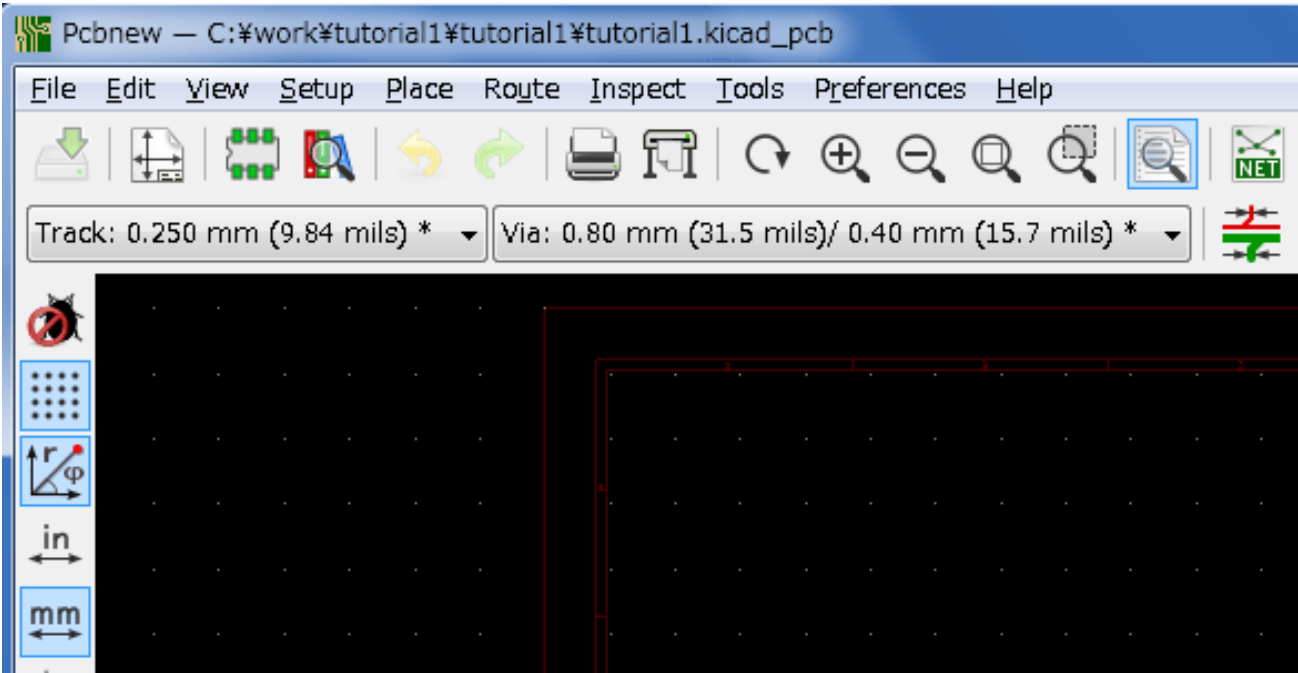 Pcbnew — C:¥work¥tutorial1¥tutorial1¥tutorial1.kicad_pcb
File Edit View Setup Place Route Inspect Tools Preferences Help
NET
Track: 0.250 mm (9.84 mils) * Via: 0.80 mm (31.5 mils)/ 0.40 mm (15.7 mils) *
r φ
in
mm